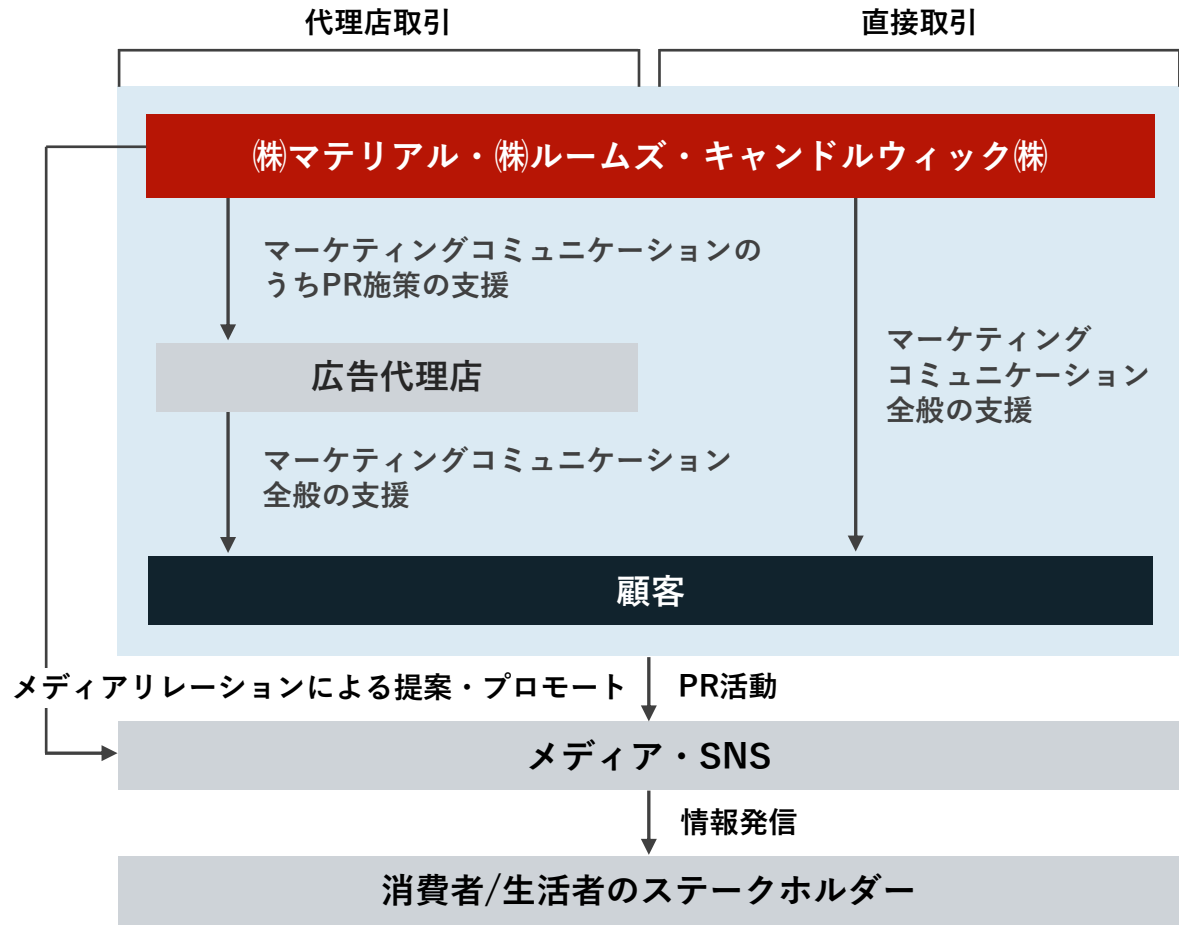 代理店取引
直接取引
㈱マテリアル・㈱ルームズ・キャンドルウィック㈱
マーケティングコミュニケーションの
うちPR施策の支援
広告代理店
マーケティングコミュニケーション
全般の支援
マーケティング
コミュニケーション
全般の支援
顧客
メディアリレーションによる提案・プロモート
PR活動
メディア・SNS
情報発信
消費者/生活者のステークホルダー